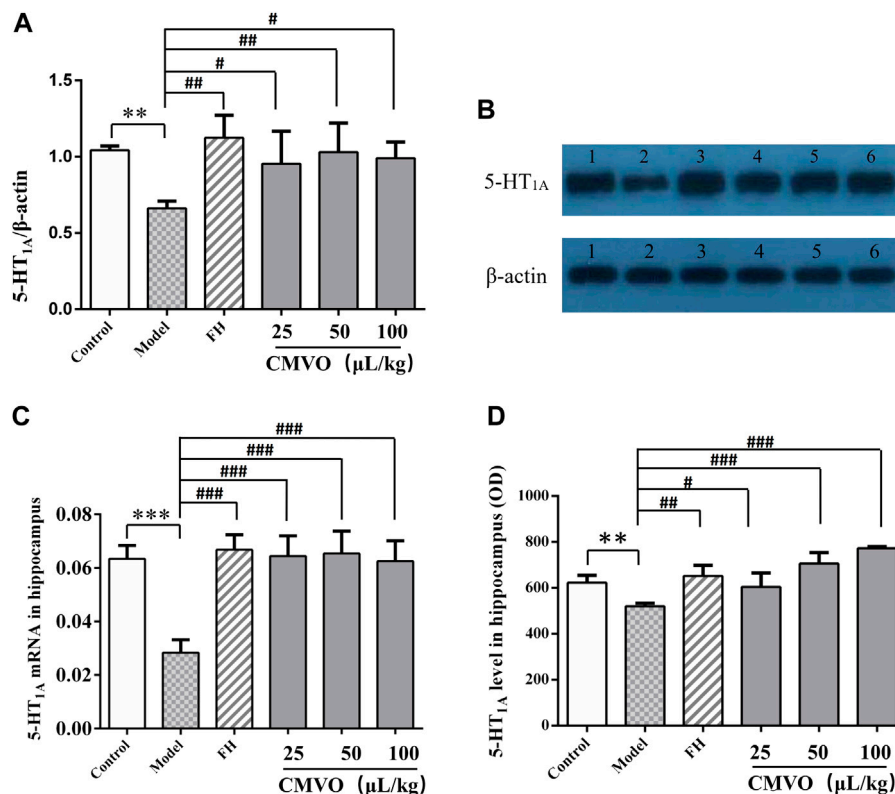 A
#
##
#
##
**
1.5
1.0
0.5
0.0
5-HT1A/β-actin
Control
Model
FH
25 50 100
CMVO (μL/kg)
B
1 2 3 4 5 6
5-HT1A
1 2 3 4 5 6
β-actin
C
###
###
###
###
***
0.08
0.06
0.04
0.02
0.00
5-HT1A mRNA in hippocampus
Control
Model
FH
25 50 100
CMVO (μL/kg)
D
###
###
#
##
**
1000
800
600
400
200
0
5-HT1A level in hippocampus (OD)
Control
Model
FH
25 50 100
CMVO (μL/kg)